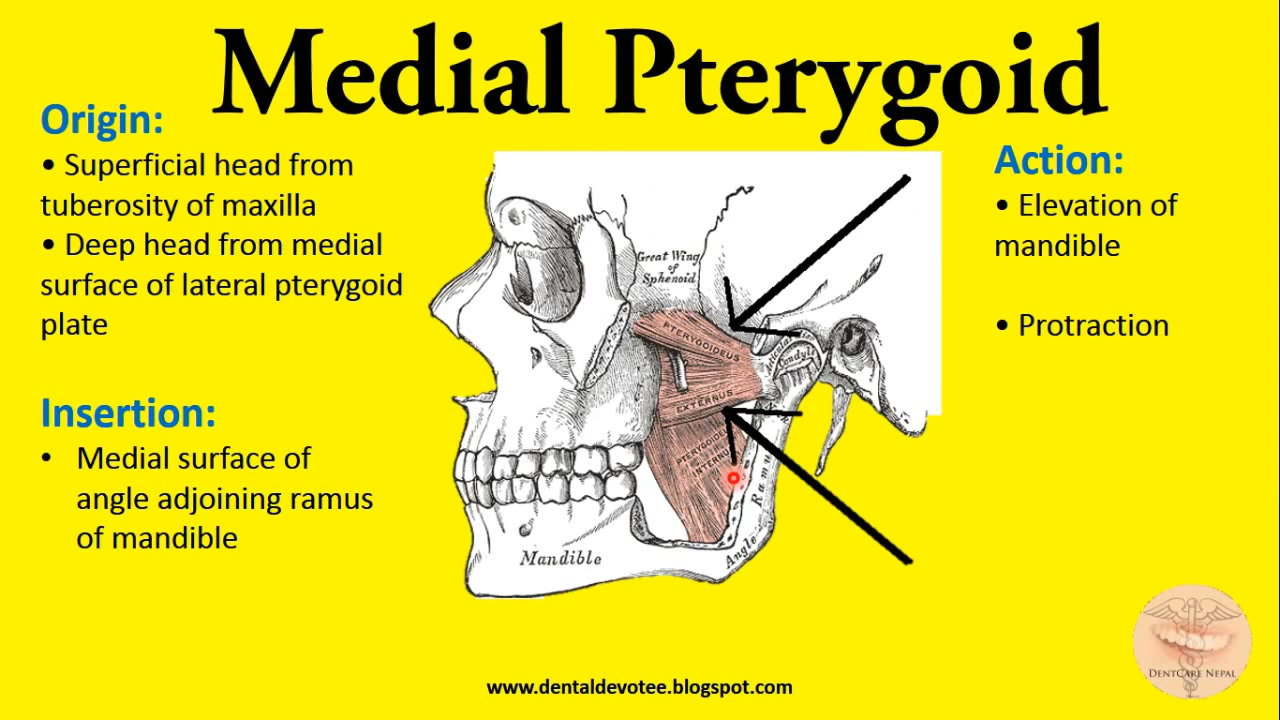 Medial Pterygoid
Origin:
• Superficial head from
tuberosity of maxilla
• Deep head from medial
surface of lateral pterygoid
plate
Insertion:
• Medial surface of
angle adjoining ramus
of mandible
Great Wing
of
Sphenoid
PTERYGOIDEUS
EXTERNUS
Condyle
Ramus
Angle
Mandible
Action:
• Elevation of
mandible
• Protraction
www.dentaldevotee.blogspot.com
DENTCARE NEPAL